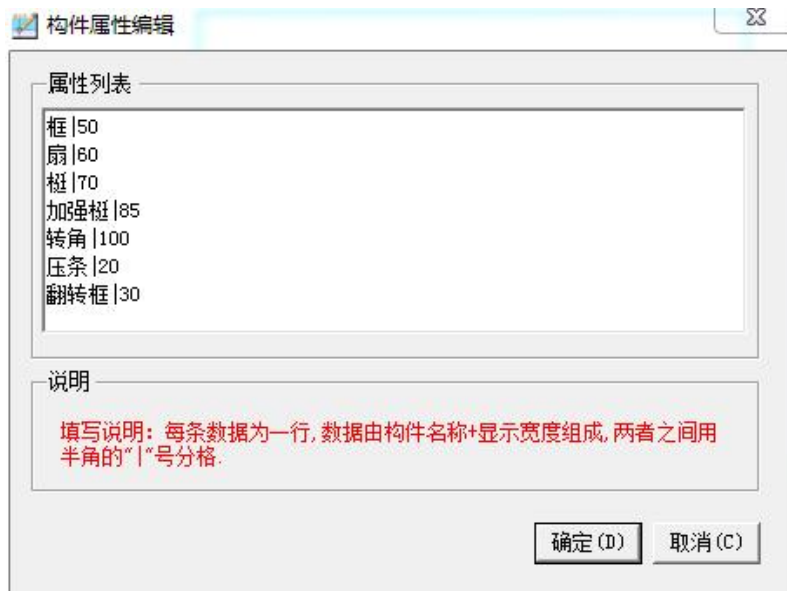 构件属性编辑
属性列表
框|50
扇|60
梃|70
加强梃|85
转角|100
压条|20
翻转框|30
说明
填写说明：每条数据为一行,数据由构件名称+显示宽度组成,两者之间用
半角的"|"号分格.
确定(D) 取消(C)